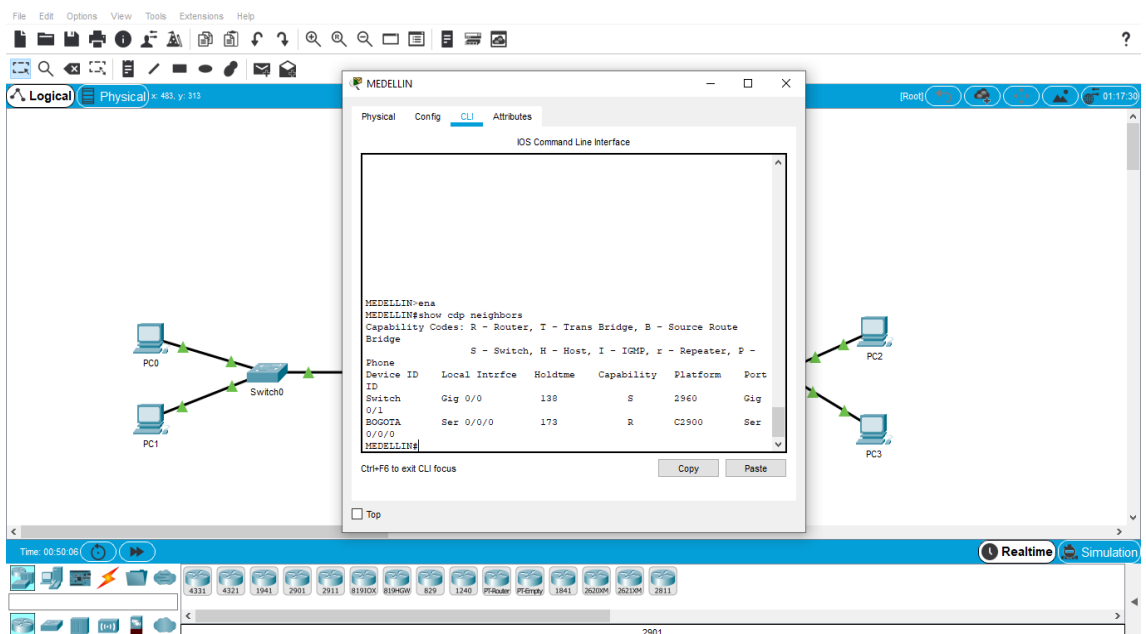 File Edit Options View Tools Extensions Help
?
Logical Physical x: 483, y: 313
[Root] 01:17:30
MEDELLIN
Physical Config CLI Attributes
IOS Command Line Interface
MEDELLIN>ena
MEDELLIN#show cdp neighbors
Capability Codes: R - Router, T - Trans Bridge, B - Source Route
Bridge
S - Switch, H - Host, I - IGMP, r - Repeater, P -
Phone
Device ID Local Intrfce Holdtme Capability Platform Port
ID
Switch Gig 0/0 138 S 2960 Gig
0/1
BOGOTA Ser 0/0/0 173 R C2900 Ser
0/0/0
MEDELLIN#
Ctrl+F6 to exit CLI focus
Copy Paste
Top
PC0
Switch0
PC1
PC2
PC3
Time: 00:50:06
Realtime Simulation
4331 4321 1941 2901 2911 819IOX 819HGW 829 1240 PT-Router PT-Empty 1841 2620XM 2621XM 2811
2901